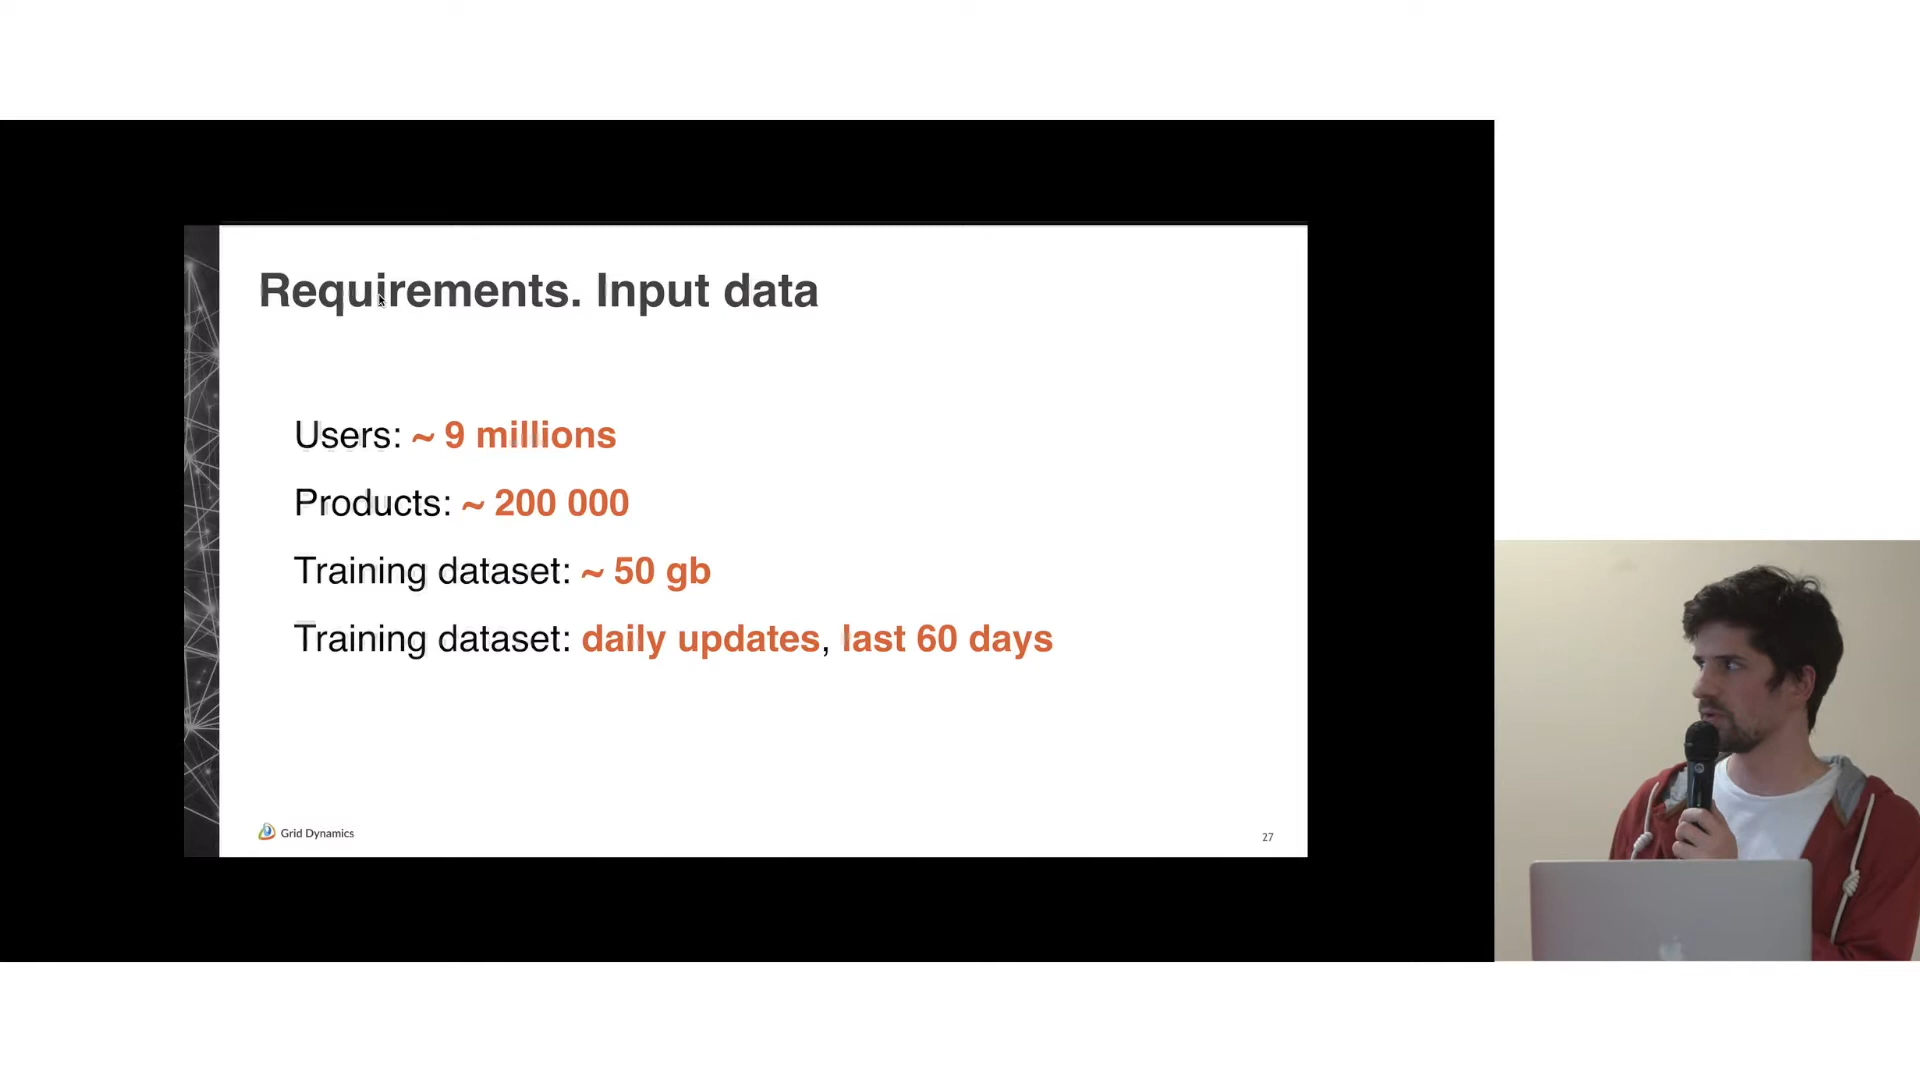 Requirements. Input data
Users: ~ 9 millions
Products: ~ 200 000
Training dataset: ~ 50 gb
Training dataset: daily updates, last 60 days
Grid Dynamics
27